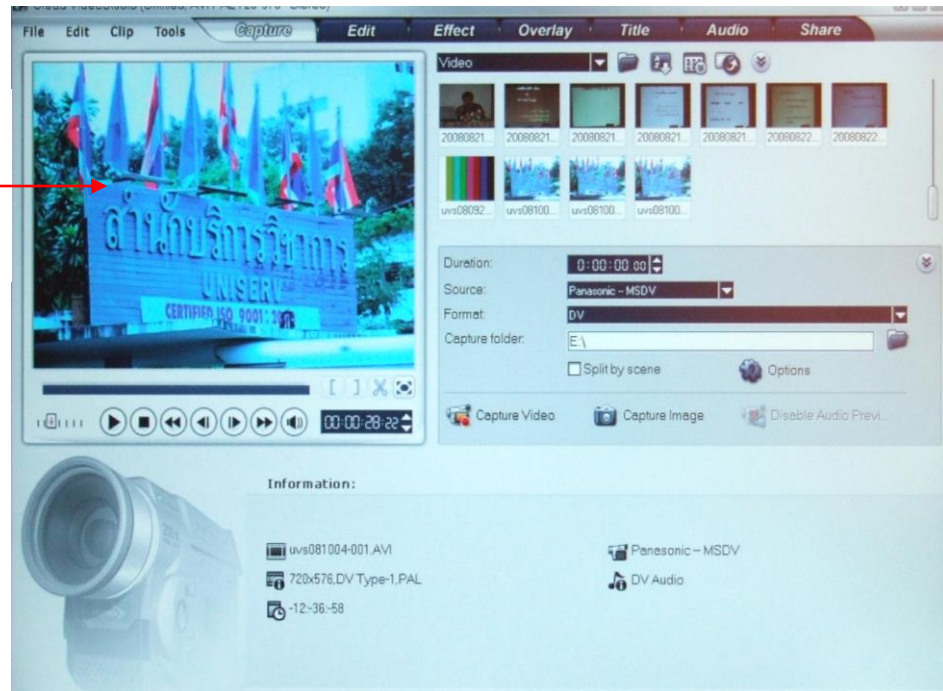 File Edit Clip Tools Capture Edit Effect Overlay Title Audio Share
Video
20080821... 20080821... 20080821... 20080821... 20080821... 20080822... 20080822...
uvs08092... uvs08100... uvs08100... uvs08100...
สำนักบริการวิชาการ
UNISERV
CERTIFIED ISO 9001 :
Duration: 0:00:00 00
Source: Panasonic – MSDV
Format: DV
Capture folder: E:\
Split by scene Options
Capture Video Capture Image Disable Audio Previ...
00:00:28:22
Information:
uvs081004-001.AVI Panasonic – MSDV
720x576,DV Type-1,PAL DV Audio
-12:-36:-58